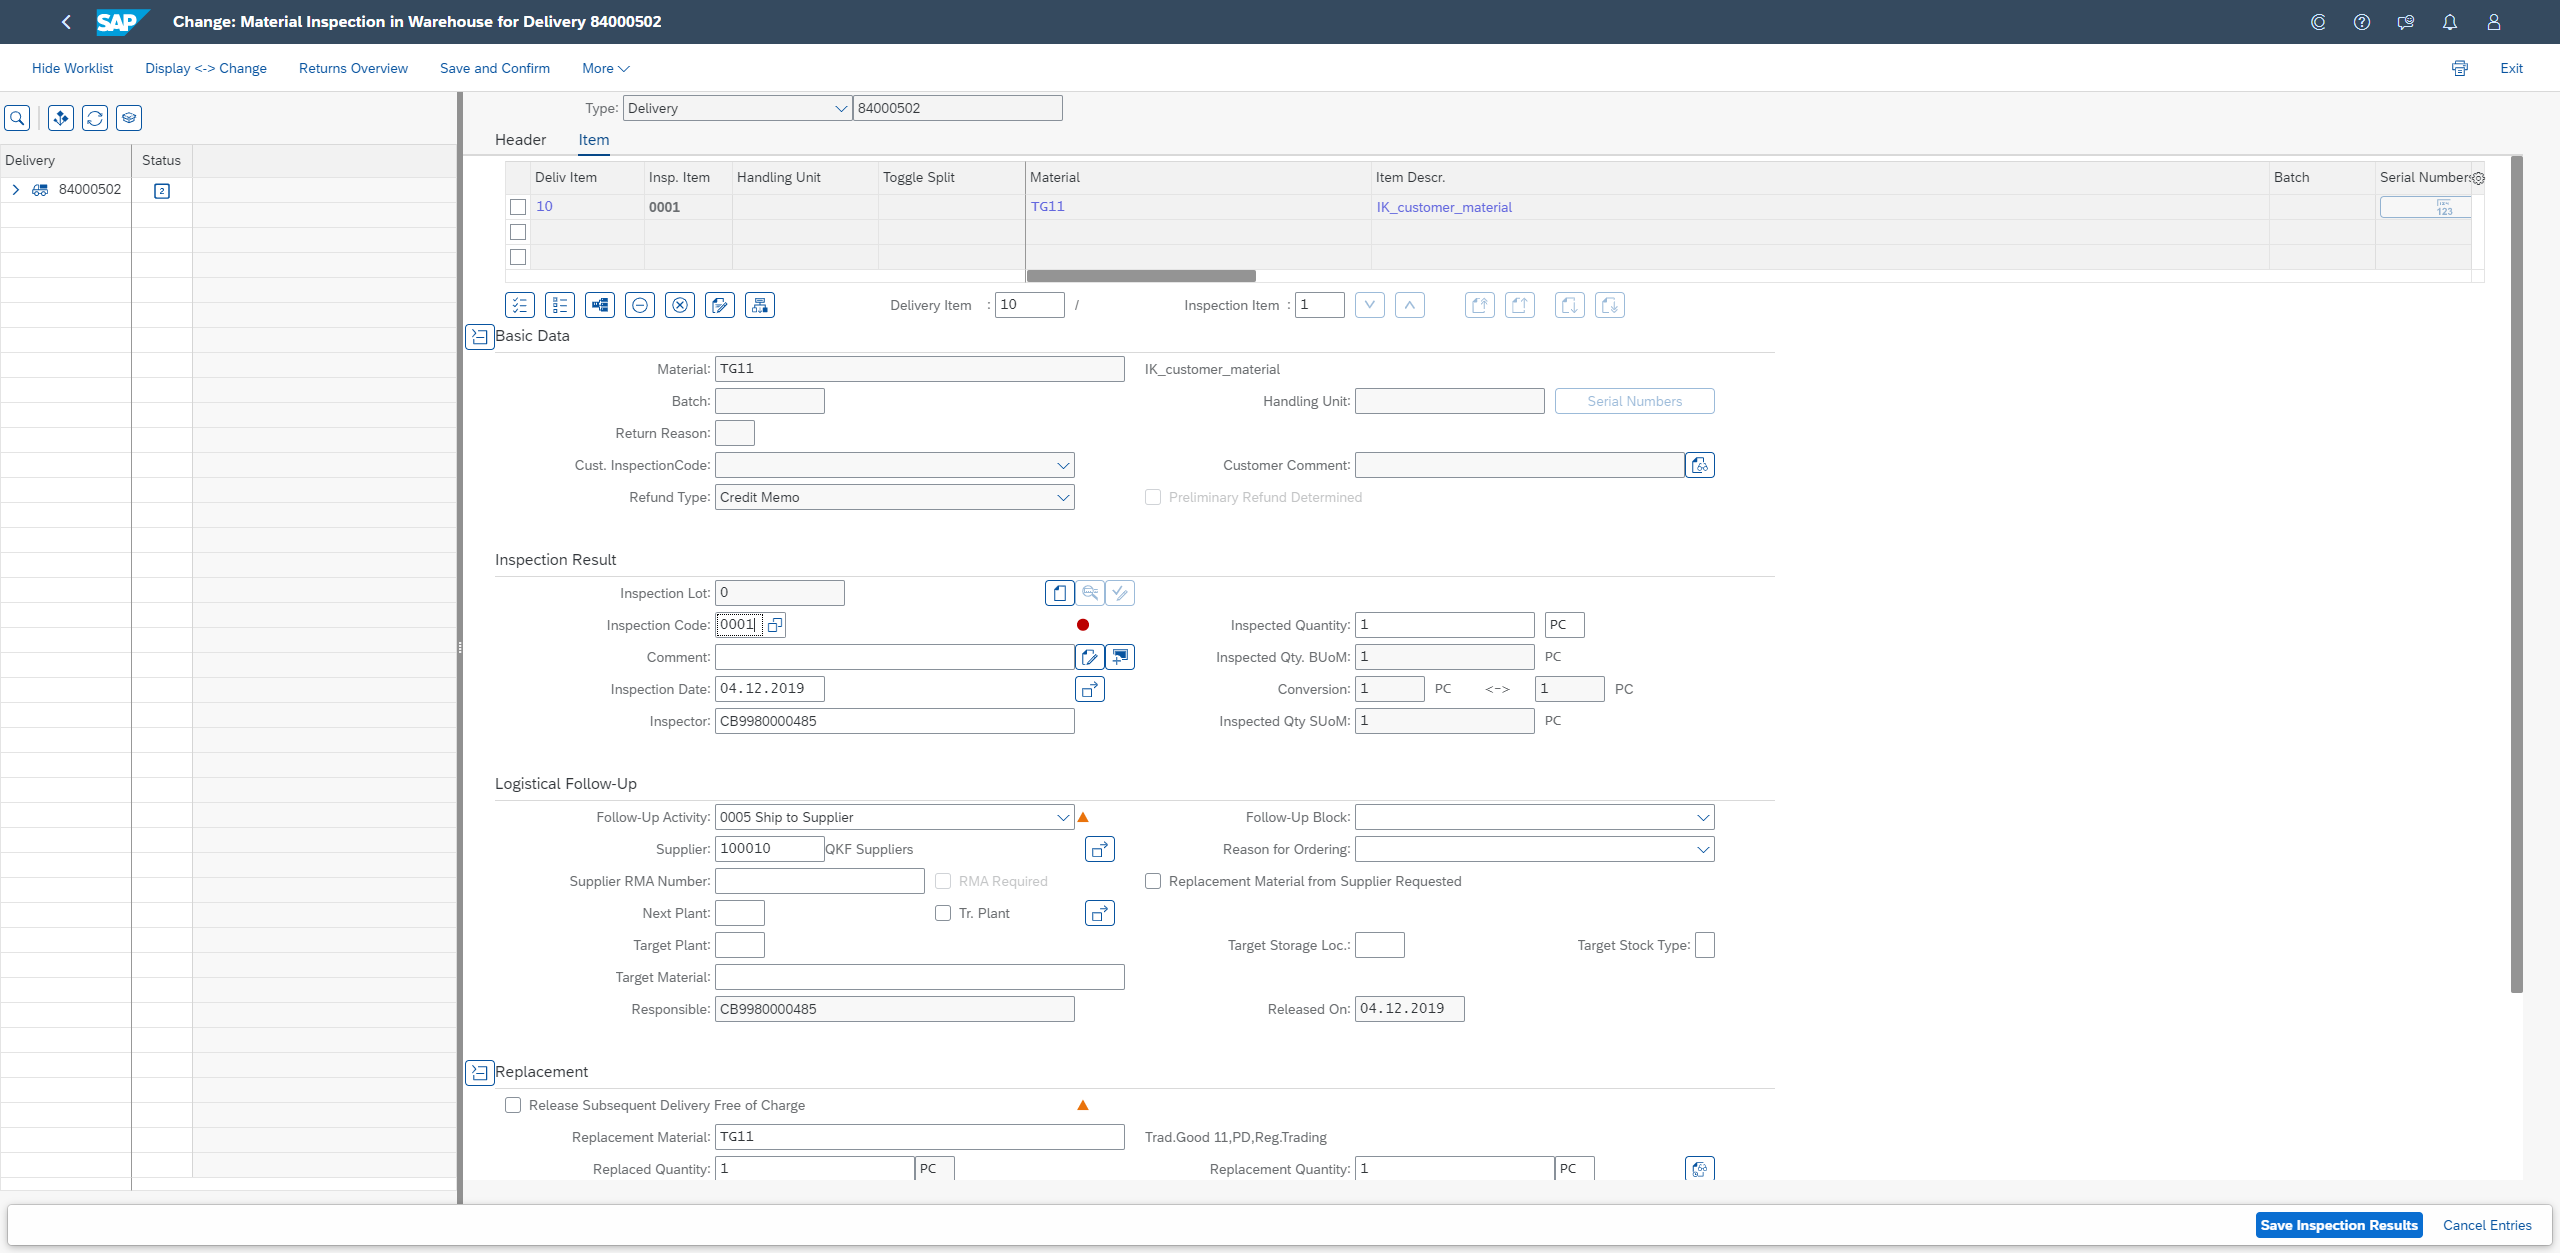 SAP Change: Material Inspection in Warehouse for Delivery 84000502
Hide Worklist Display <-> Change Returns Overview Save and Confirm More Exit
Type: Delivery 84000502
Header Item
Delivery Status
84000502 2
Deliv Item Insp. Item Handling Unit Toggle Split Material Item Descr. Batch Serial Numbers
10 0001 TG11 IK_customer_material 123
Delivery Item : 10 / Inspection Item : 1
Basic Data
Material: TG11 IK_customer_material
Batch: Handling Unit: Serial Numbers
Return Reason:
Cust. InspectionCode: Customer Comment:
Refund Type: Credit Memo Preliminary Refund Determined
Inspection Result
Inspection Lot: 0
Inspection Code: 0001 Inspected Quantity: 1 PC
Comment: Inspected Qty. BUoM: 1 PC
Inspection Date: 04.12.2019 Conversion: 1 PC <-> 1 PC
Inspector: CB9980000485 Inspected Qty SUoM: 1 PC
Logistical Follow-Up
Follow-Up Activity: 0005 Ship to Supplier Follow-Up Block:
Supplier: 100010 QKF Suppliers Reason for Ordering:
Supplier RMA Number: RMA Required Replacement Material from Supplier Requested
Next Plant: Tr. Plant
Target Plant: Target Storage Loc.: Target Stock Type:
Target Material:
Responsible: CB9980000485 Released On: 04.12.2019
Replacement
Release Subsequent Delivery Free of Charge
Replacement Material: TG11 Trad.Good 11,PD,Reg.Trading
Replaced Quantity: 1 PC Replacement Quantity: 1 PC
Save Inspection Results Cancel Entries